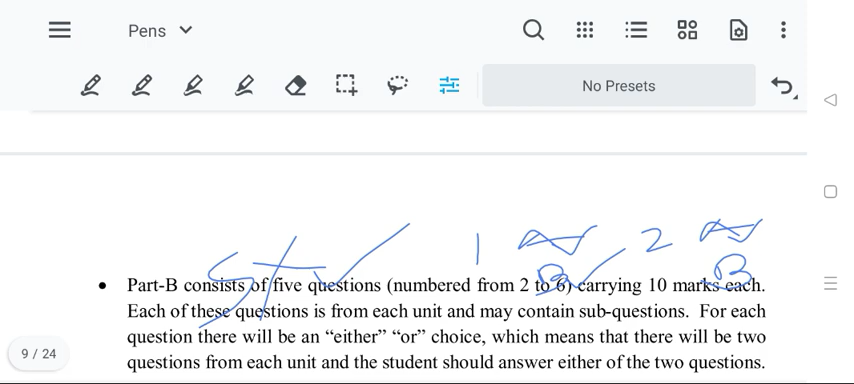 Pens
No Presets
1 2
B B
• Part-B consists of five questions (numbered from 2 to 6) carrying 10 marks each.
Each of these questions is from each unit and may contain sub-questions. For each
question there will be an “either” “or” choice, which means that there will be two
9 / 24
questions from each unit and the student should answer either of the two questions.